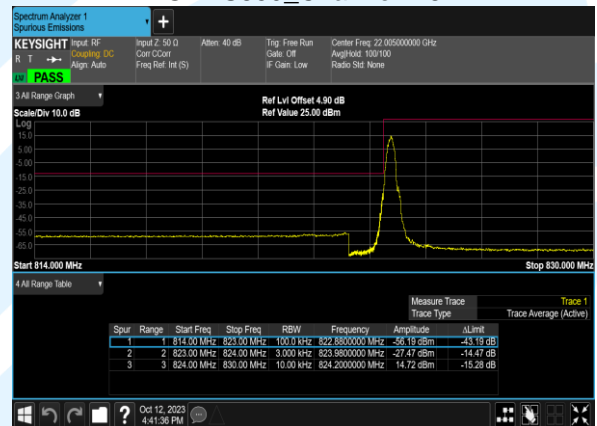 Spectrum Analyzer 1
Spurious Emissions
+
KEYSIGHT Input: RF Input Z: 50 Ω Atten: 40 dB Trig: Free Run Center Freq: 22.005000000 GHz
R T Coupling: DC Corr CCorr Gate: Off Avg|Hold: 100/100
Align: Auto Freq Ref: Int (S) IF Gain: Low Radio Std: None
PASS
3 All Range Graph
Ref Lvl Offset 4.90 dB
Scale/Div 10.0 dB Ref Value 25.00 dBm
Log
15.0
5.00
-5.00
-15.0
-25.0
-35.0
-45.0
-55.0
-65.0
Start 814.000 MHz Stop 830.000 MHz
4 All Range Table
Measure Trace Trace 1
Trace Type Trace Average (Active)
Spur Range Start Freq Stop Freq RBW Frequency Amplitude ΔLimit
1 1 814.00 MHz 823.00 MHz 100.0 kHz 822.8800000 MHz -56.19 dBm -43.19 dB
2 2 823.00 MHz 824.00 MHz 3.000 kHz 823.9800000 MHz -27.47 dBm -14.47 dB
3 3 824.00 MHz 830.00 MHz 10.00 kHz 824.2000000 MHz 14.72 dBm -15.28 dB
? Oct 12, 2023
4:41:36 PM